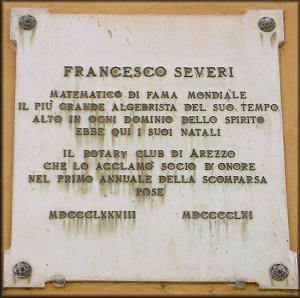 FRANCESCO SEVERI
MATEMATICO DI FAMA MONDIALE
IL PIÙ GRANDE ALGEBRISTA DEL SUO TEMPO
ALTO IN OGNI DOMINIO DELLO SPIRITO
EBBE QUI I SUOI NATALI
IL ROTARY CLUB DI AREZZO
CHE LO ACCLAMÒ SOCIO D'ONORE
NEL PRIMO ANNUALE DELLA SCOMPARSA
POSE
MDCCCLXXVIII MDCCCCLXI